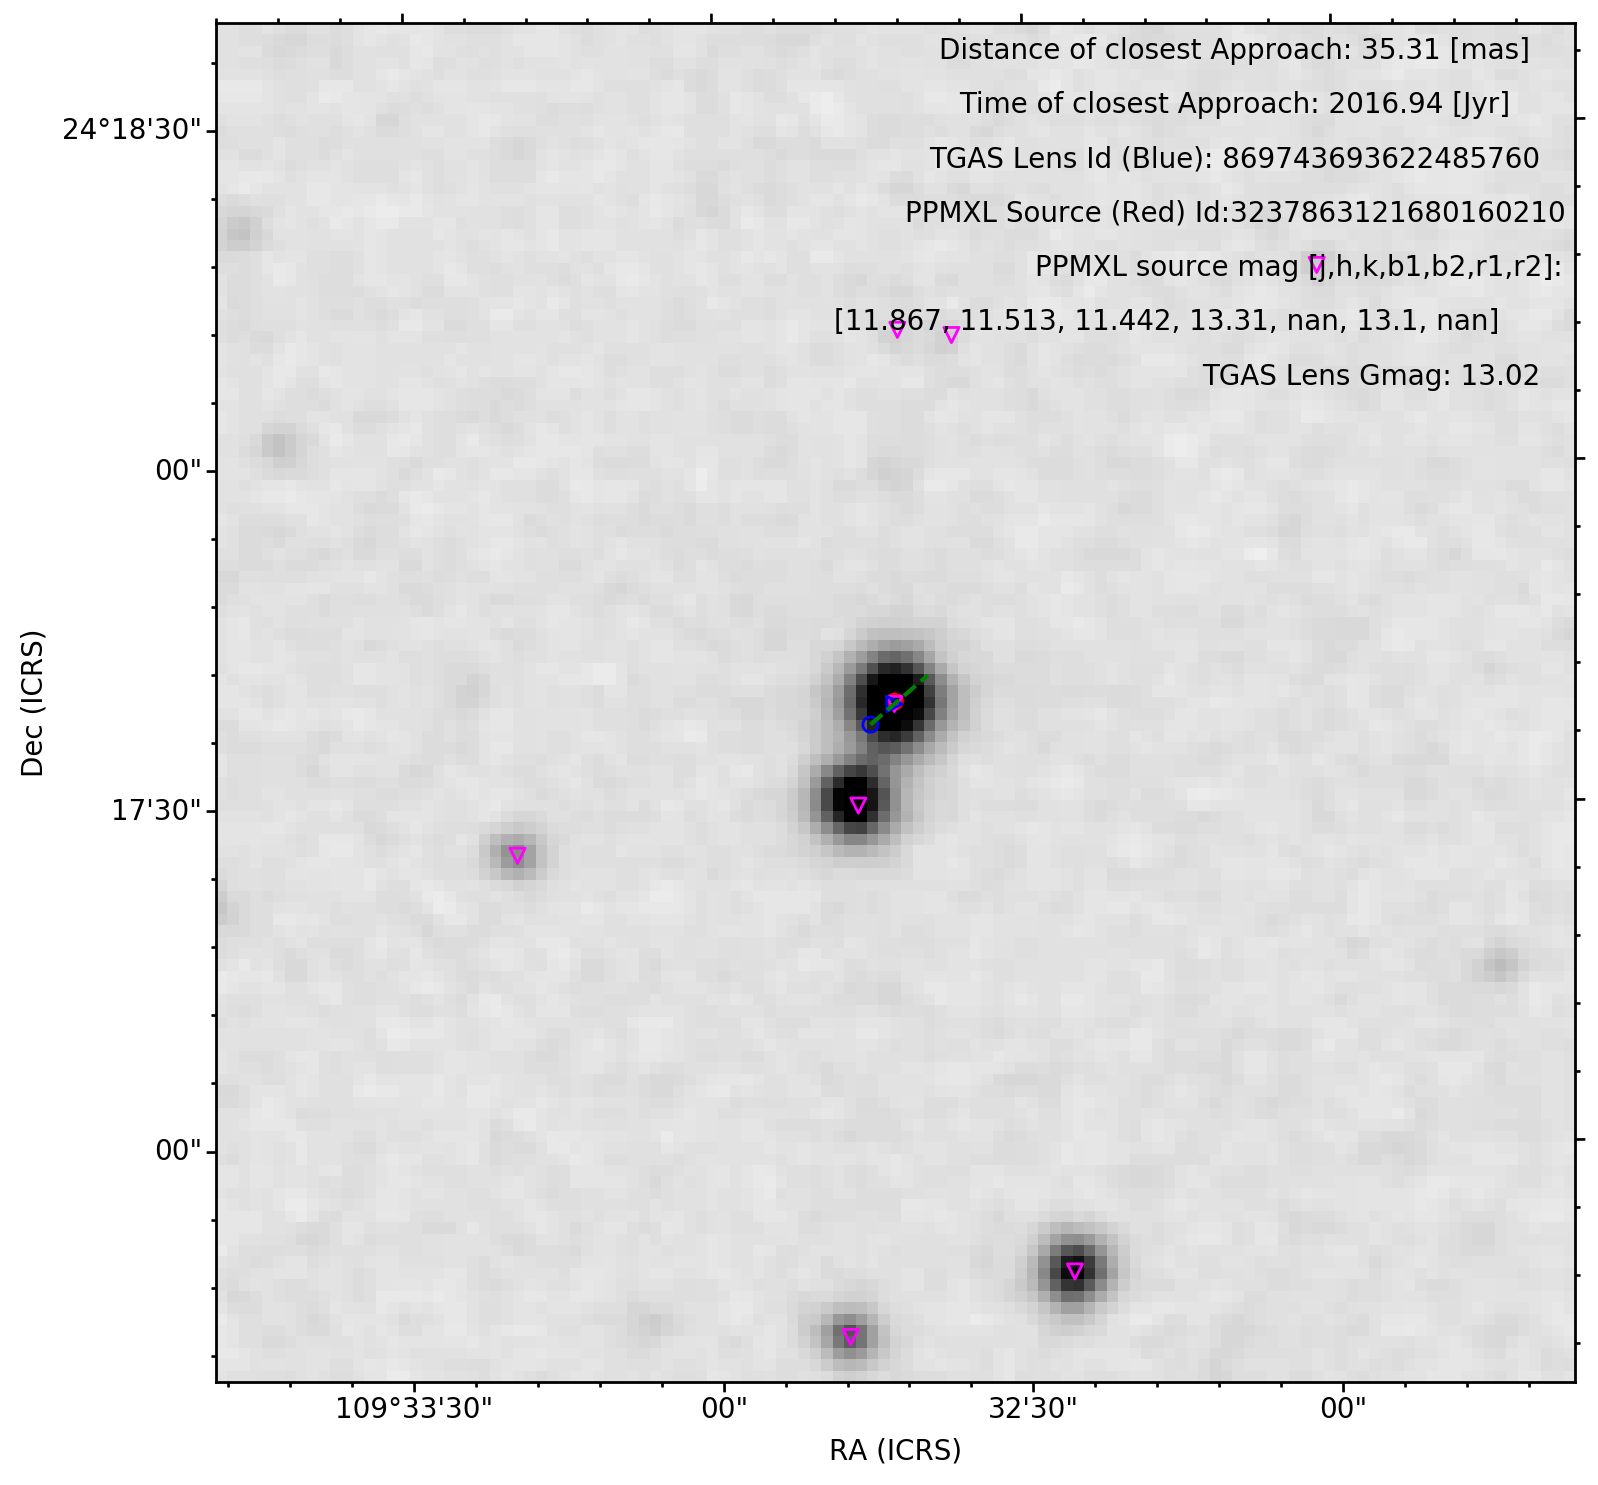 Distance of closest Approach: 35.31 [mas]
Time of closest Approach: 2016.94 [Jyr]
TGAS Lens Id (Blue): 869743693622485760
PPMXL Source (Red) Id:3237863121680160210
PPMXL source mag [j,h,k,b1,b2,r1,r2]:
[11.867, 11.513, 11.442, 13.31, nan, 13.1, nan]
TGAS Lens Gmag: 13.02
24°18'30"
00"
17'30"
00"
Dec (ICRS)
109°33'30" 00" 32'30" 00"
RA (ICRS)